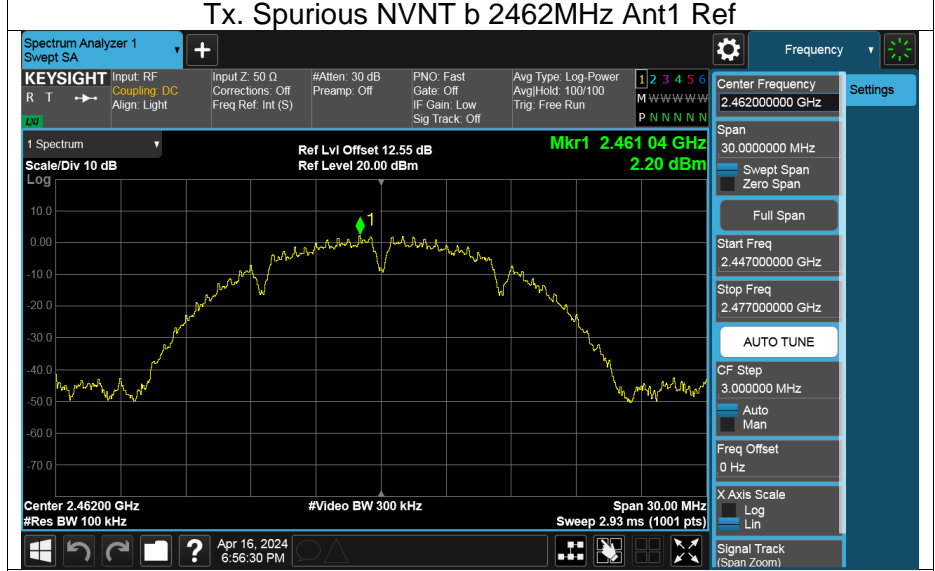 Tx. Spurious NVNT b 2462MHz Ant1 Ref
Spectrum Analyzer 1
Swept SA
+
Frequency
KEYSIGHT
R T
LXI
Input: RF
Coupling: DC
Align: Light
Input Z: 50 Ω
Corrections: Off
Freq Ref: Int (S)
#Atten: 30 dB
Preamp: Off
PNO: Fast
Gate: Off
IF Gain: Low
Sig Track: Off
Avg Type: Log-Power
Avg|Hold: 100/100
Trig: Free Run
1 2 3 4 5 6
M W W W W W
P N N N N N
1 Spectrum
Scale/Div 10 dB
Ref Lvl Offset 12.55 dB
Ref Level 20.00 dBm
Mkr1 2.461 04 GHz
2.20 dBm
Log
10.0
0.00
-10.0
-20.0
-30.0
-40.0
-50.0
-60.0
-70.0
1
Center 2.46200 GHz
#Res BW 100 kHz
#Video BW 300 kHz
Span 30.00 MHz
Sweep 2.93 ms (1001 pts)
Center Frequency
2.462000000 GHz
Span
30.0000000 MHz
Swept Span
Zero Span
Full Span
Start Freq
2.447000000 GHz
Stop Freq
2.477000000 GHz
AUTO TUNE
CF Step
3.000000 MHz
Auto
Man
Freq Offset
0 Hz
X Axis Scale
Log
Lin
Signal Track
(Span Zoom)
Settings
?
Apr 16, 2024
6:56:30 PM